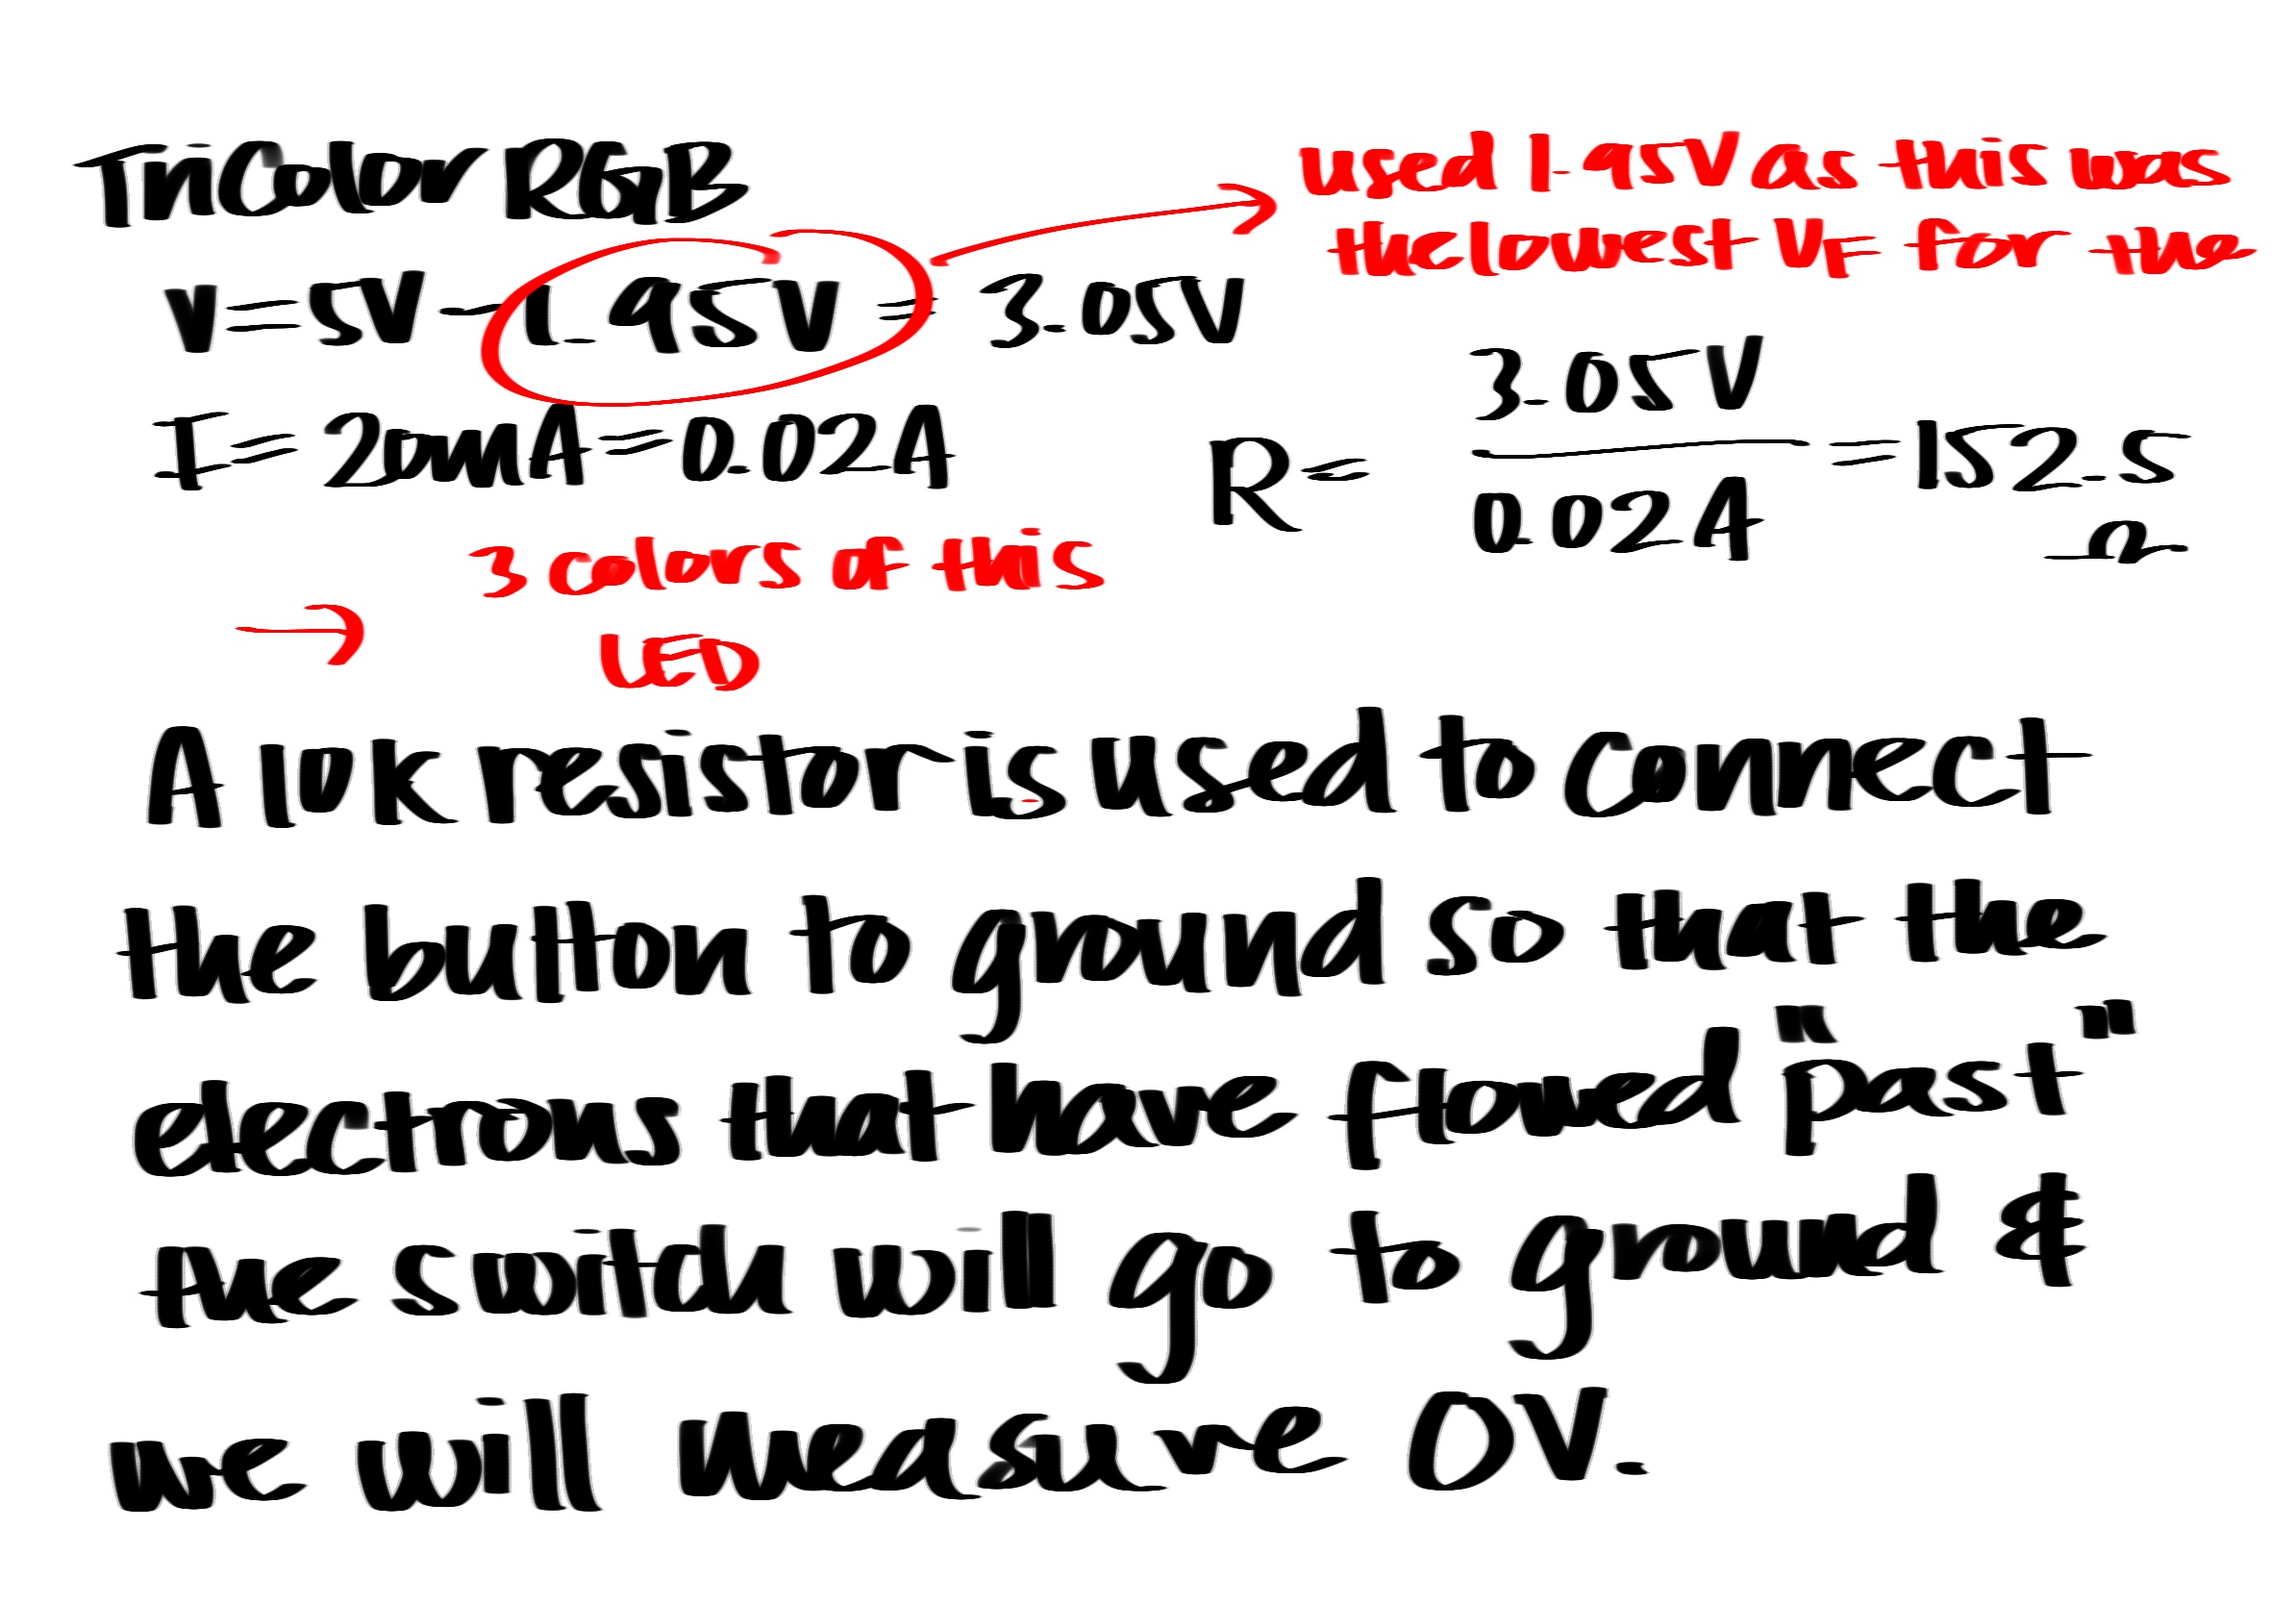 TriColor RGB
used 1.95V as this was
the lowest VF for the
V=5V-1.95V = 3.05V
I= 20mA=0.02A
R= 3.05V / 0.02A =152.5 Ω
→ 3 colors of this
LED
A 10k resistor is used to connect
the button to ground so that the
electrons that have flowed "past"
the switch will go to ground &
we will measure 0V.